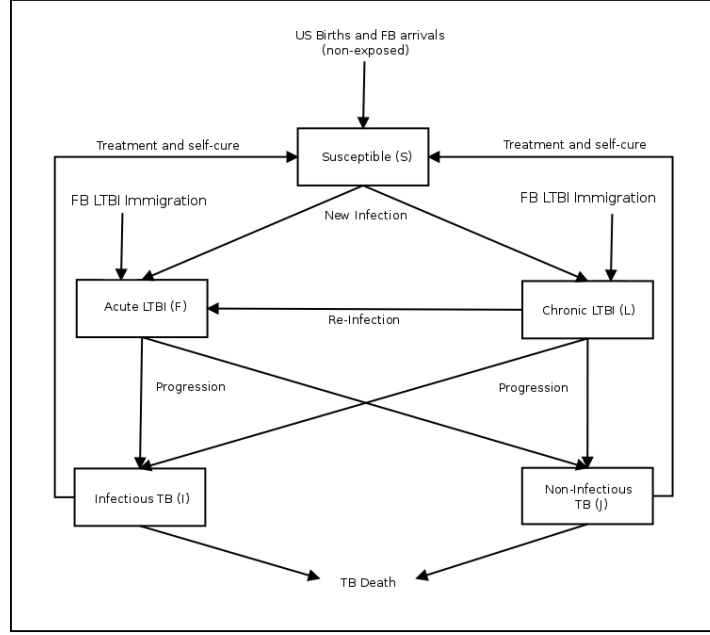 US Births and FB arrivals
(non-exposed)
Treatment and self-cure
Treatment and self-cure
Susceptible (S)
FB LTBI Immigration
FB LTBI Immigration
New Infection
Acute LTBI (F)
Chronic LTBI (L)
Re-Infection
Progression
Progression
Infectious TB (I)
Non-Infectious
TB (J)
TB Death